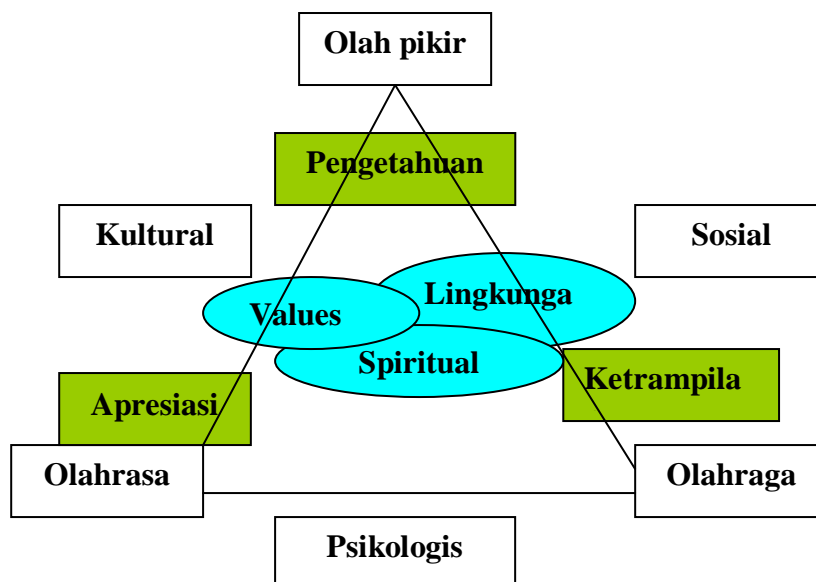 Olah pikir
Pengetahuan
Kultural
Sosial
Lingkunga
Values
Spiritual
Ketrampila
Apresiasi
Olahrasa
Olahraga
Psikologis